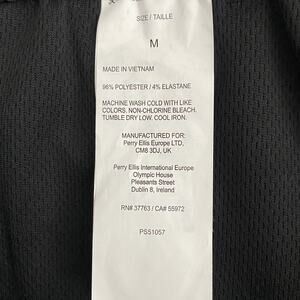 SIZE / TAILLE
M
MADE IN VIETNAM
96% POLYESTER / 4% ELASTANE
MACHINE WASH COLD WITH LIKE
COLORS. NON-CHLORINE BLEACH.
TUMBLE DRY LOW. COOL IRON.
MANUFACTURED FOR:
Perry Ellis Europe LTD,
CM8 3DJ, UK
Perry Ellis International Europe
Olympic House
Pleasants Street
Dublin 8, Ireland
RN# 37763 / CA# 55972
PS51057